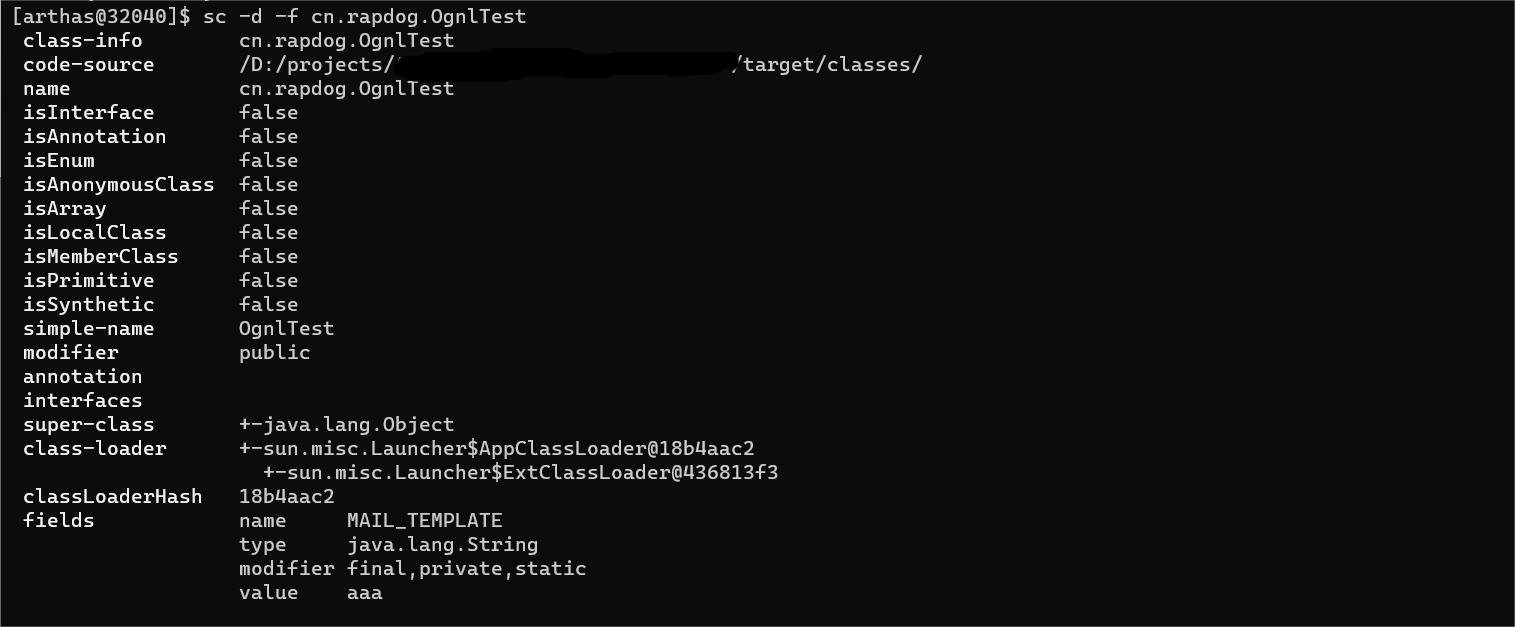 [arthas@32040]$ sc -d -f cn.rapdog.OgnlTest
class-info cn.rapdog.OgnlTest
code-source /D:/projects/ /target/classes/
name cn.rapdog.OgnlTest
isInterface false
isAnnotation false
isEnum false
isAnonymousClass false
isArray false
isLocalClass false
isMemberClass false
isPrimitive false
isSynthetic false
simple-name OgnlTest
modifier public
annotation
interfaces
super-class +-java.lang.Object
class-loader +-sun.misc.Launcher$AppClassLoader@18b4aac2
+-sun.misc.Launcher$ExtClassLoader@436813f3
classLoaderHash 18b4aac2
fields name MAIL_TEMPLATE
type java.lang.String
modifier final,private,static
value aaa